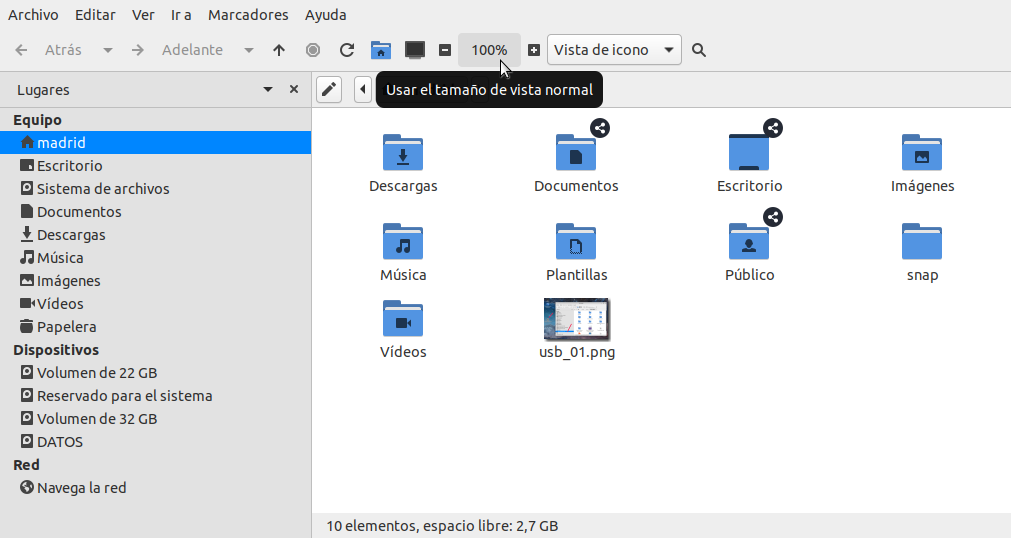 Archivo Editar Ver Ir a Marcadores Ayuda
Atrás Adelante 100% Vista de icono
Lugares
Usar el tamaño de vista normal
Equipo
madrid
Escritorio
Sistema de archivos
Documentos
Descargas
Música
Imágenes
Vídeos
Papelera
Dispositivos
Volumen de 22 GB
Reservado para el sistema
Volumen de 32 GB
DATOS
Red
Navega la red
Descargas Documentos Escritorio Imágenes
Música Plantillas Público snap
Vídeos usb_01.png
10 elementos, espacio libre: 2,7 GB